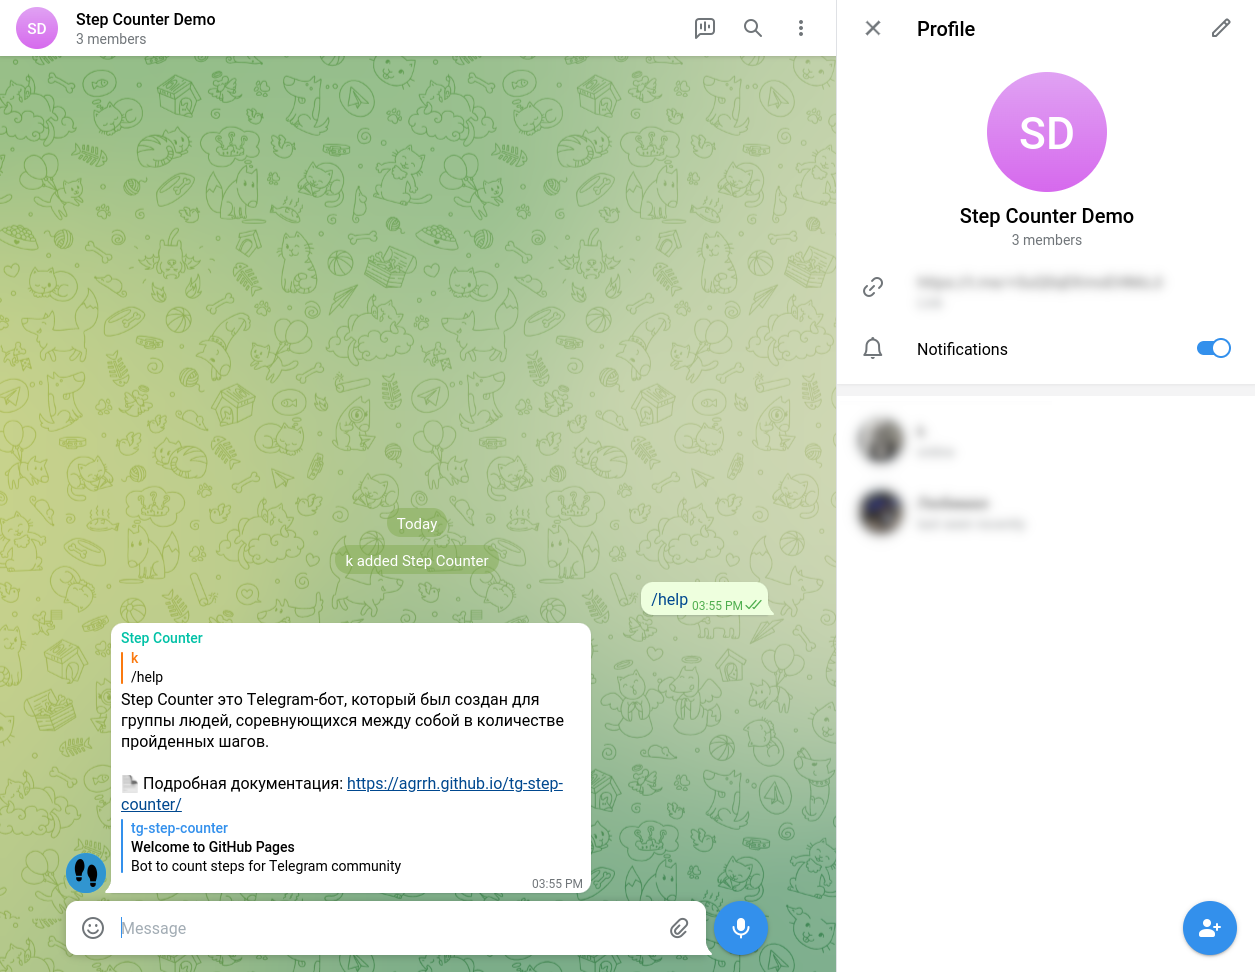 SD
Step Counter Demo
3 members
Today
k added Step Counter
/help 03:55 PM
Step Counter
k
/help
Step Counter это Telegram-бот, который был создан для
группы людей, соревнующихся между собой в количестве
пройденных шагов.
Подробная документация: https://agrrh.github.io/tg-step-
counter/
tg-step-counter
Welcome to GitHub Pages
Bot to count steps for Telegram community
03:55 PM
Message
Profile
SD
Step Counter Demo
3 members
Notifications